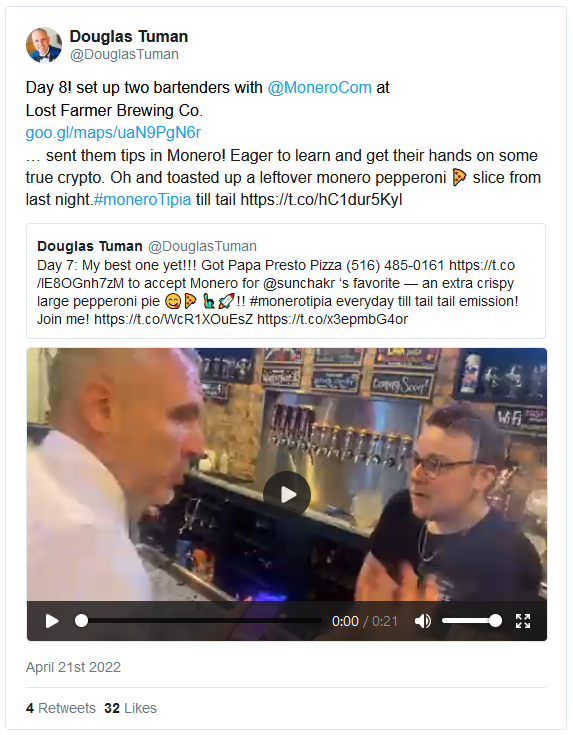 Douglas Tuman
@DouglasTuman
Day 8! set up two bartenders with @MoneroCom at
Lost Farmer Brewing Co.
goo.gl/maps/uaN9PgN6r
… sent them tips in Monero! Eager to learn and get their hands on some
true crypto. Oh and toasted up a leftover monero pepperoni 🍕 slice from
last night.#moneroTipia till tail https://t.co/hC1dur5Kyl
Douglas Tuman @DouglasTuman
Day 7: My best one yet!!! Got Papa Presto Pizza (516) 485-0161 https://t.co
/lE8OGnh7zM to accept Monero for @sunchakr ‘s favorite — an extra crispy
large pepperoni pie 😋🍕 🗽🚀!! #monerotipia everyday till tail tail emission!
Join me! https://t.co/WcR1XOuEsZ https://t.co/x3epmbG4or
Coming Soon!
WiFi
0:00 / 0:21
April 21st 2022
4 Retweets 32 Likes